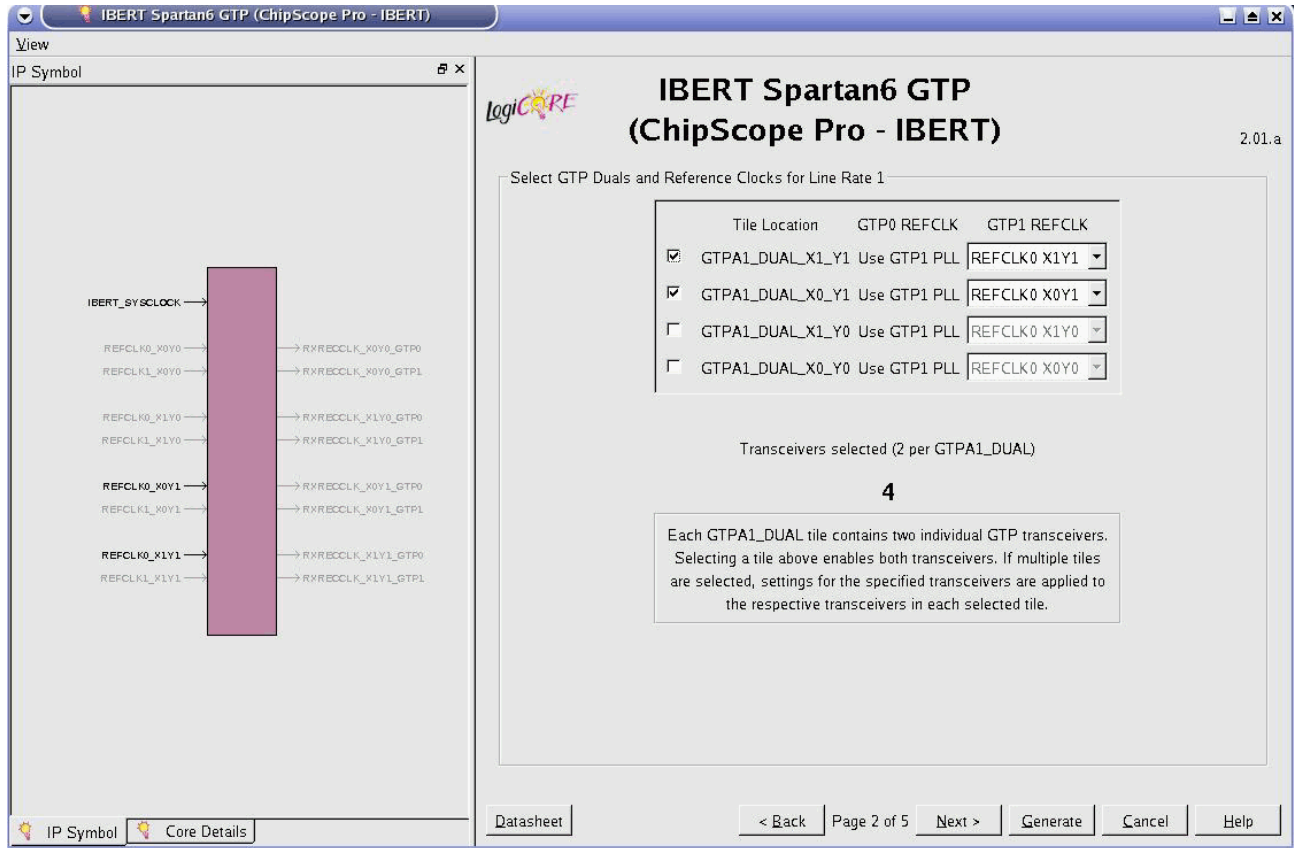 IBERT Spartan6 GTP (ChipScope Pro - IBERT)
View
IP Symbol
IBERT_SYSCLOCK
REFCLK0_X0Y0
RXRECCLK_X0Y0_GTP0
REFCLK1_X0Y0
RXRECCLK_X0Y0_GTP1
REFCLK0_X1Y0
RXRECCLK_X1Y0_GTP0
REFCLK1_X1Y0
RXRECCLK_X1Y0_GTP1
REFCLK0_X0Y1
RXRECCLK_X0Y1_GTP0
REFCLK1_X0Y1
RXRECCLK_X0Y1_GTP1
REFCLK0_X1Y1
RXRECCLK_X1Y1_GTP0
REFCLK1_X1Y1
RXRECCLK_X1Y1_GTP1
IP Symbol
Core Details
LogiCORE
IBERT Spartan6 GTP
(ChipScope Pro - IBERT)
2.01.a
Select GTP Duals and Reference Clocks for Line Rate 1
Tile Location GTP0 REFCLK GTP1 REFCLK
GTPA1_DUAL_X1_Y1 Use GTP1 PLL REFCLK0 X1Y1
GTPA1_DUAL_X0_Y1 Use GTP1 PLL REFCLK0 X0Y1
GTPA1_DUAL_X1_Y0 Use GTP1 PLL REFCLK0 X1Y0
GTPA1_DUAL_X0_Y0 Use GTP1 PLL REFCLK0 X0Y0
Transceivers selected (2 per GTPA1_DUAL)
4
Each GTPA1_DUAL tile contains two individual GTP transceivers.
Selecting a tile above enables both transceivers. If multiple tiles
are selected, settings for the specified transceivers are applied to
the respective transceivers in each selected tile.
Datasheet
< Back Page 2 of 5 Next > Generate Cancel Help